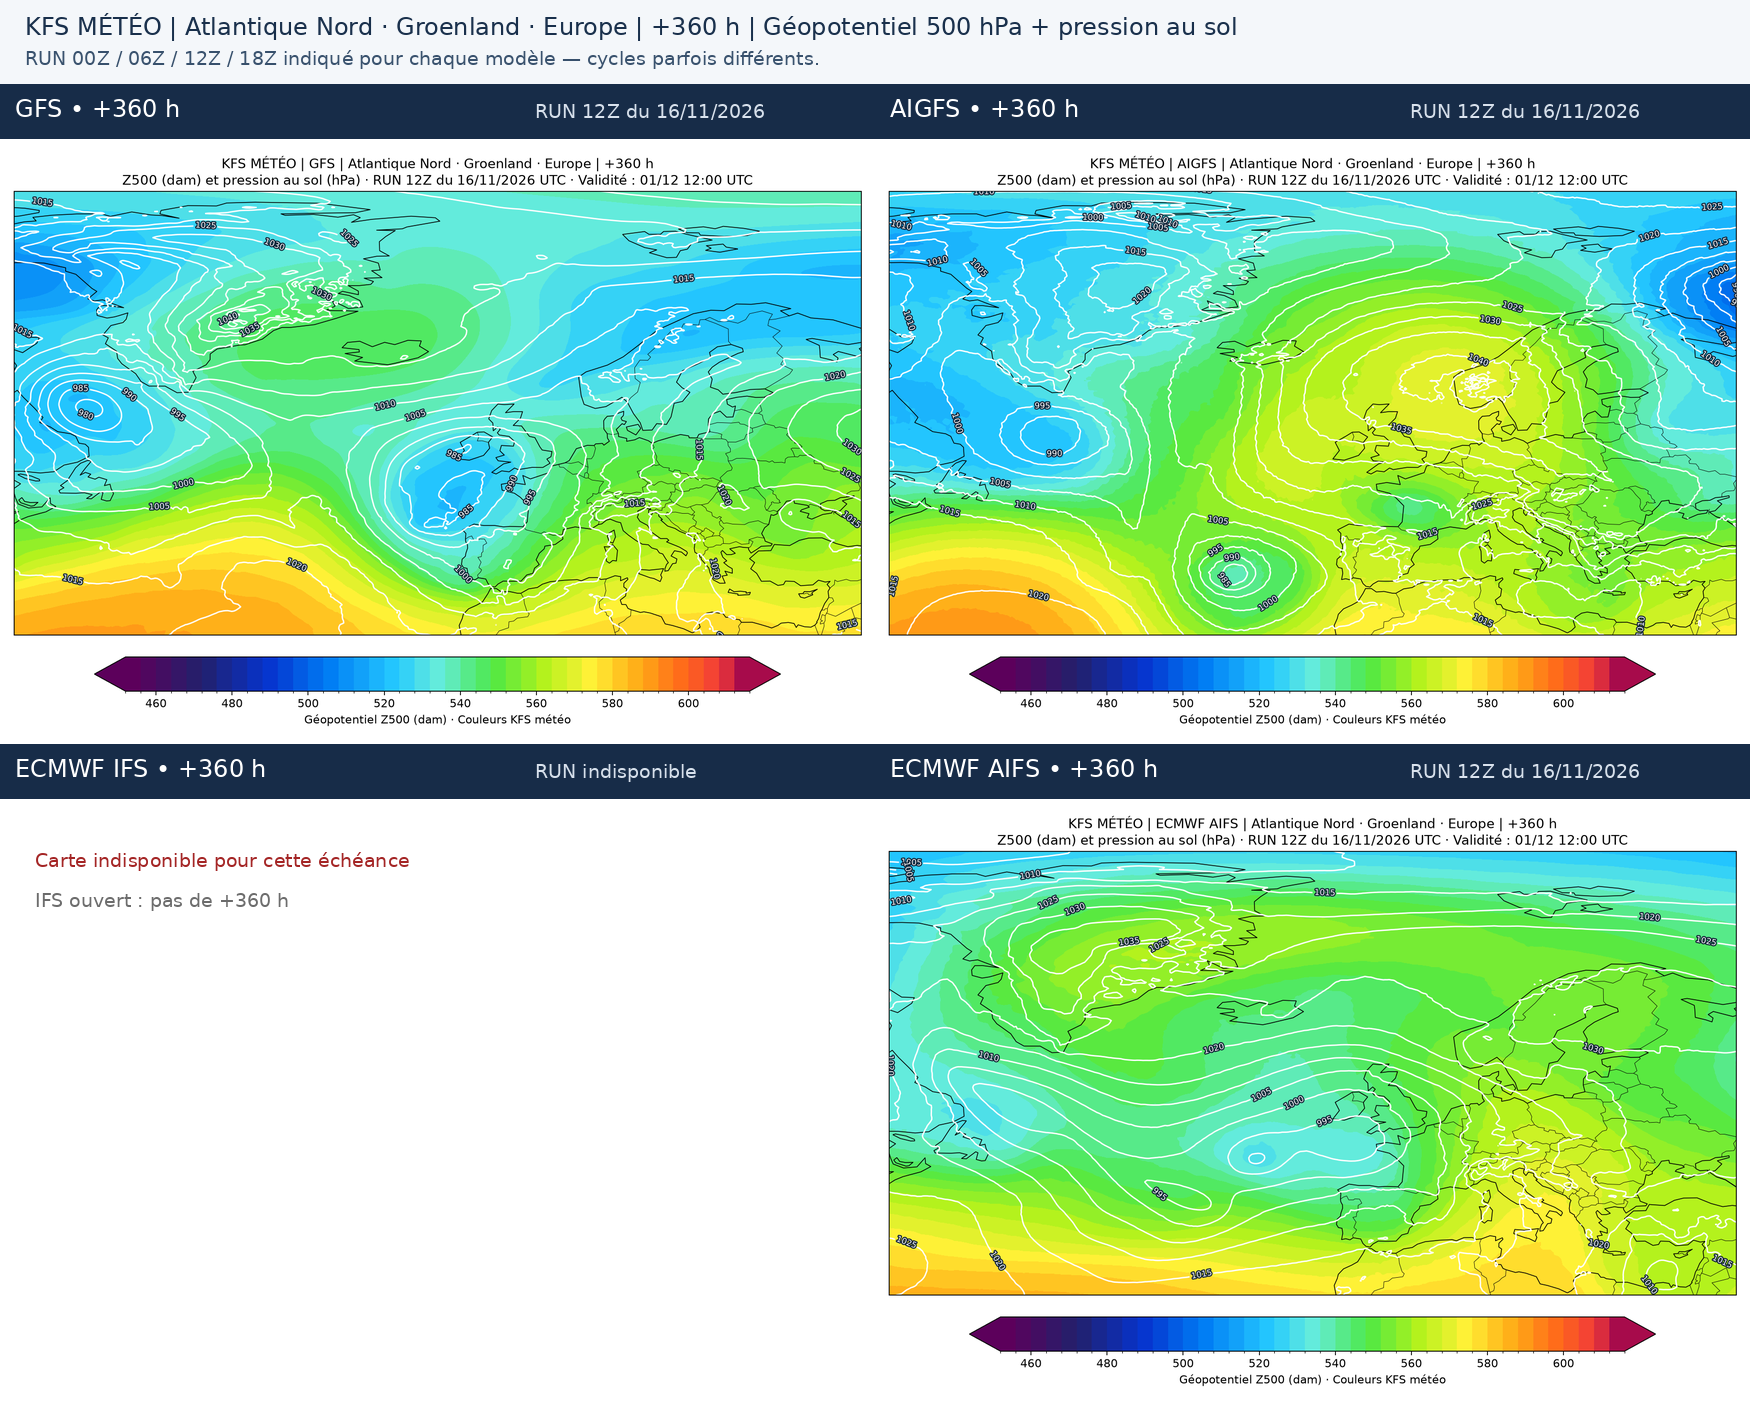 KFS MÉTÉO | Atlantique Nord · Groenland · Europe | +360 h | Géopotentiel 500 hPa + pression au sol
RUN 00Z / 06Z / 12Z / 18Z indiqué pour chaque modèle — cycles parfois différents.
GFS • +360 h
RUN 12Z du 16/11/2026
KFS MÉTÉO | GFS | Atlantique Nord · Groenland · Europe | +360 h
Z500 (dam) et pression au sol (hPa) · RUN 12Z du 16/11/2026 UTC · Validité : 01/12 12:00 UTC
460 480 500 520 540 560 580 600
Géopotentiel Z500 (dam) · Couleurs KFS météo
AIGFS • +360 h
RUN 12Z du 16/11/2026
KFS MÉTÉO | AIGFS | Atlantique Nord · Groenland · Europe | +360 h
Z500 (dam) et pression au sol (hPa) · RUN 12Z du 16/11/2026 UTC · Validité : 01/12 12:00 UTC
460 480 500 520 540 560 580 600
Géopotentiel Z500 (dam) · Couleurs KFS météo
ECMWF IFS • +360 h
RUN indisponible
Carte indisponible pour cette échéance
IFS ouvert : pas de +360 h
ECMWF AIFS • +360 h
RUN 12Z du 16/11/2026
KFS MÉTÉO | ECMWF AIFS | Atlantique Nord · Groenland · Europe | +360 h
Z500 (dam) et pression au sol (hPa) · RUN 12Z du 16/11/2026 UTC · Validité : 01/12 12:00 UTC
460 480 500 520 540 560 580 600
Géopotentiel Z500 (dam) · Couleurs KFS météo